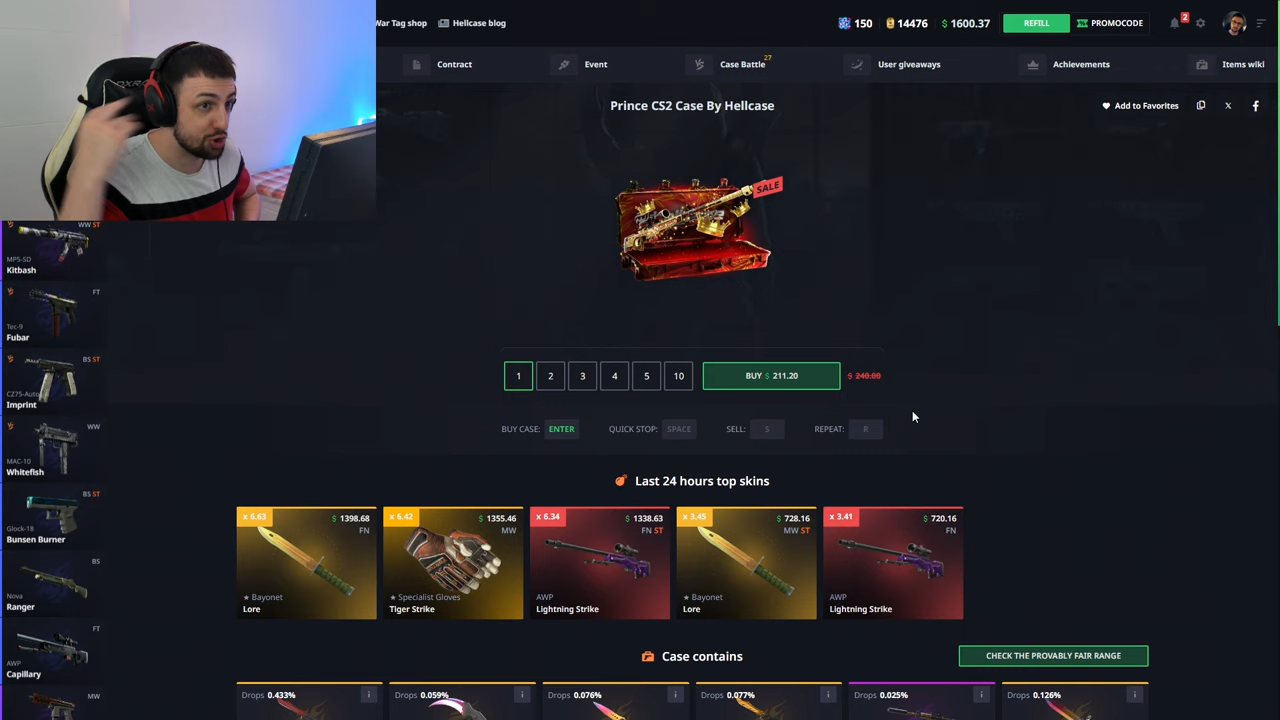 War Tag shop
Hellcase blog
150
14476
$ 1600.37
REFILL
PROMOCODE
2
Contract
Event
Case Battle
27
User giveaways
Achievements
Items wiki
Prince CS2 Case By Hellcase
Add to Favorites
SALE
1
2
3
4
5
10
BUY $ 211.20
$ 240.00
BUY CASE: ENTER
QUICK STOP: SPACE
SELL: S
REPEAT: R
Last 24 hours top skins
x 6.63
$ 1398.68
FN
★ Bayonet
Lore
x 6.42
$ 1355.46
MW
★ Specialist Gloves
Tiger Strike
x 6.34
$ 1338.63
FN ST
AWP
Lightning Strike
x 3.45
$ 728.16
MW ST
★ Bayonet
Lore
x 3.41
$ 720.16
FN
AWP
Lightning Strike
Case contains
CHECK THE PROVABLY FAIR RANGE
Drops 0.433%
Drops 0.059%
Drops 0.076%
Drops 0.077%
Drops 0.025%
Drops 0.126%
WW ST
MP5-SD
Kitbash
FT
Tec-9
Fubar
BS ST
CZ75-Auto
Imprint
WW
MAC-10
Whitefish
BS ST
Glock-18
Bunsen Burner
BS
Nova
Ranger
FT
AWP
Capillary
MW